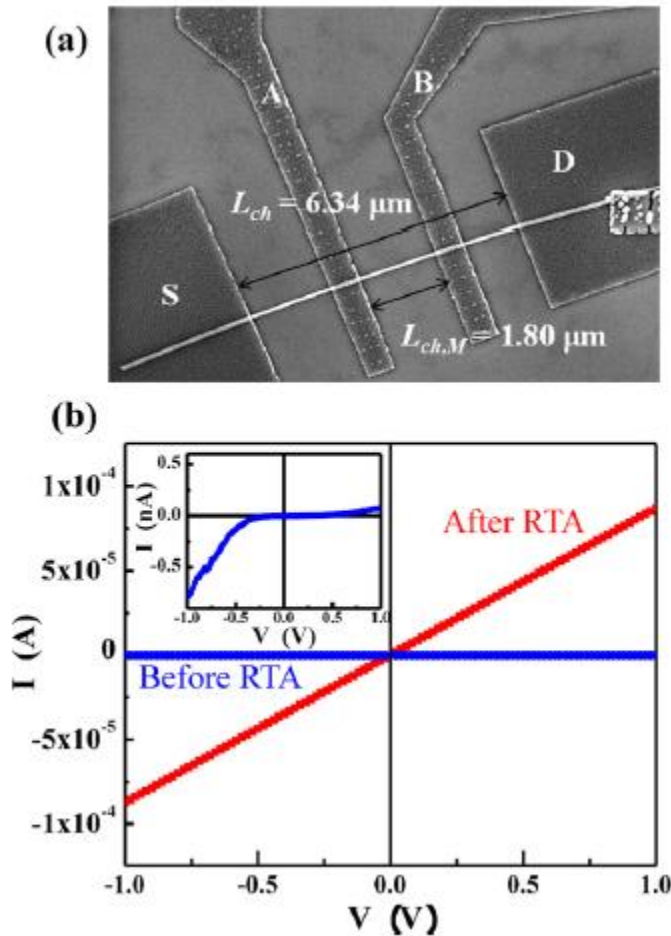 (a)
A
B
D
L_ch = 6.34 μm
S
L_ch,M = 1.80 μm
(b)
0.5
0.0
-0.5
I (nA)
-1.0 -0.5 0.0 0.5 1.0
V (V)
1x10^-4
5x10^-5
0
-5x10^-5
-1x10^-4
I (A)
After RTA
Before RTA
-1.0 -0.5 0.0 0.5 1.0
V (V)